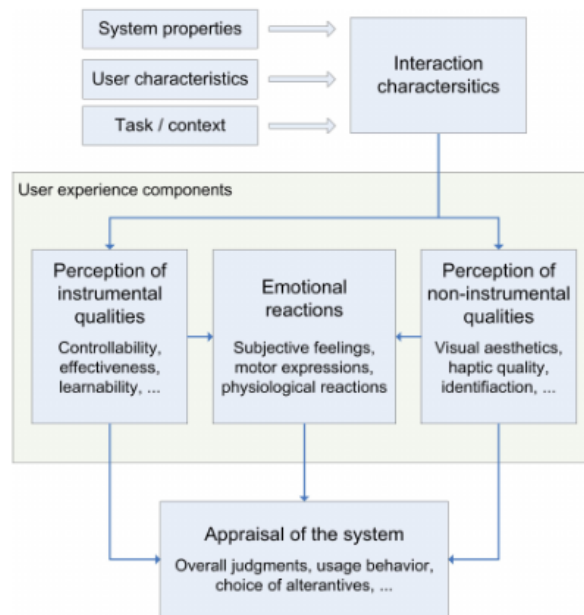 System properties
User characteristics
Task / context
Interaction
charactersitics
User experience components
Perception of
instrumental
qualities
Controllability,
effectiveness,
learnability, ...
Emotional
reactions
Subjective feelings,
motor expressions,
physiological reactions
Perception of
non-instrumental
qualities
Visual aesthetics,
haptic quality,
identifiaction, ...
Appraisal of the system
Overall judgments, usage behavior,
choice of alterantives, ...